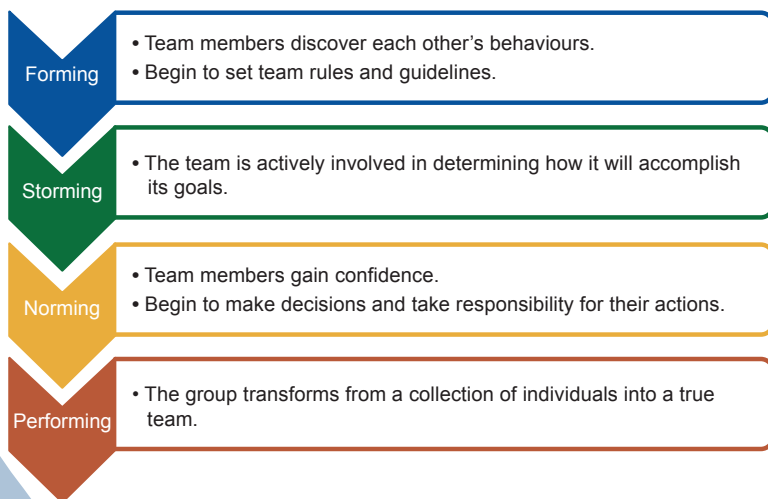 Forming
• Team members discover each other’s behaviours.
• Begin to set team rules and guidelines.
Storming
• The team is actively involved in determining how it will accomplish
its goals.
Norming
• Team members gain confidence.
• Begin to make decisions and take responsibility for their actions.
Performing
• The group transforms from a collection of individuals into a true
team.